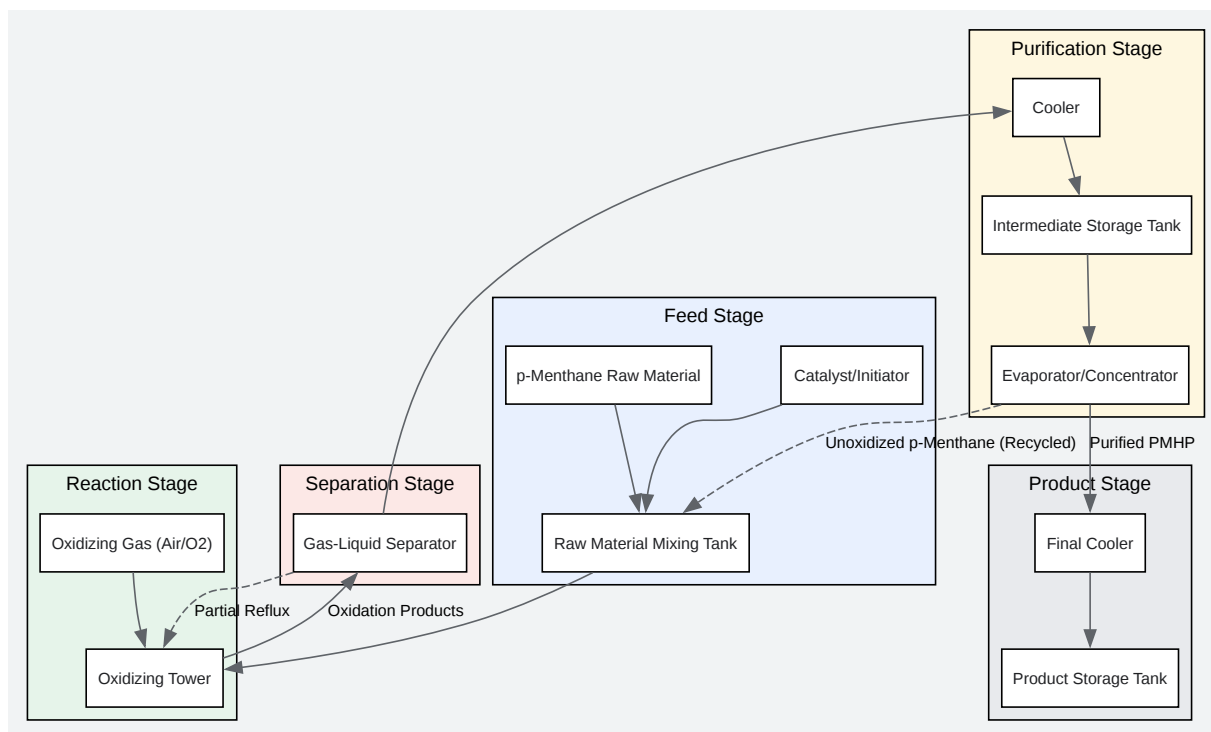 Purification Stage
Cooler
Intermediate Storage Tank
Feed Stage
p-Menthane Raw Material
Catalyst/Initiator
Evaporator/Concentrator
Unoxidized p-Menthane (Recycled)
Purified PMHP
Reaction Stage
Separation Stage
Product Stage
Oxidizing Gas (Air/O2)
Gas-Liquid Separator
Raw Material Mixing Tank
Final Cooler
Partial Reflux
Oxidation Products
Oxidizing Tower
Product Storage Tank